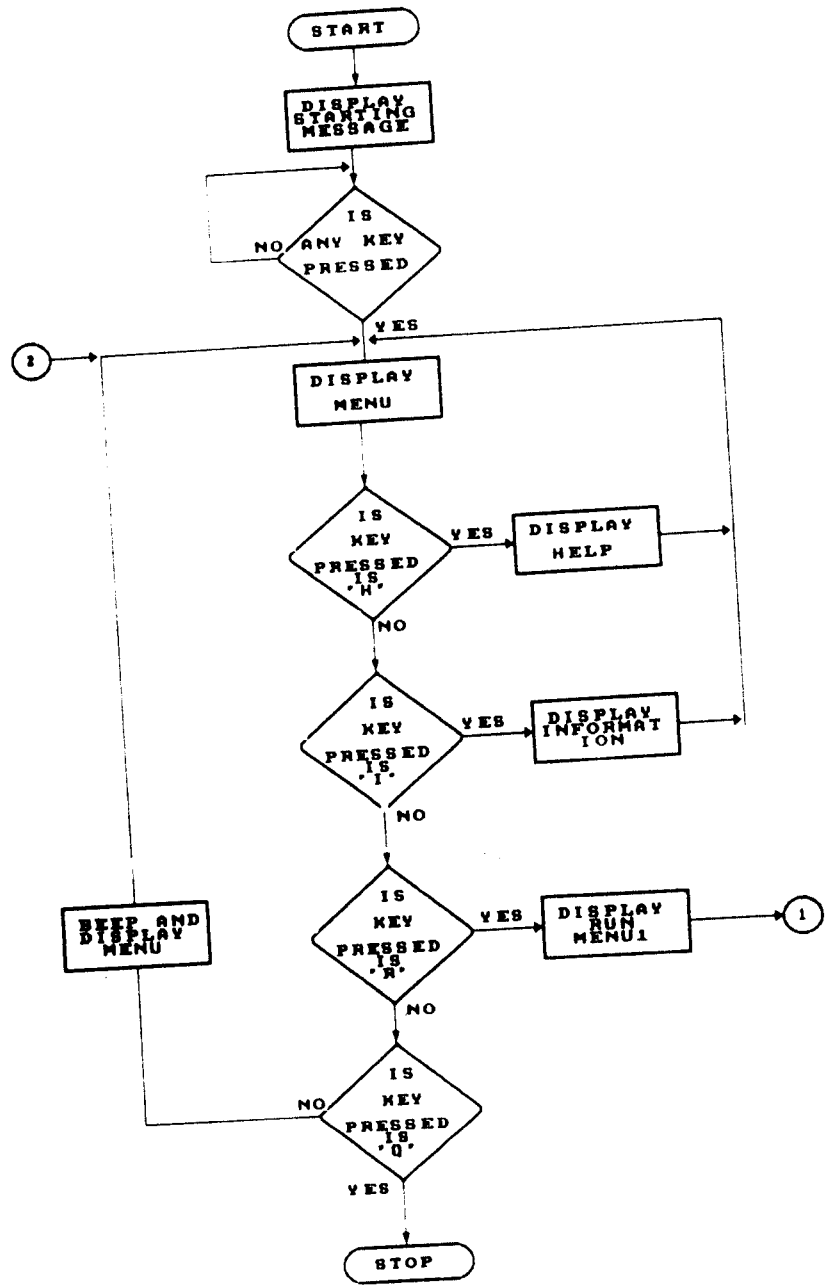 START
DISPLAY
STARTING
MESSAGE
IS
ANY KEY
PRESSED
NO
YES
2
DISPLAY
MENU
IS
KEY
PRESSED
IS
"H"
YES
DISPLAY
HELP
NO
IS
KEY
PRESSED
IS
"I"
YES
DISPLAY
INFORMAT
ION
NO
BEEP AND
DISPLAY
MENU
IS
KEY
PRESSED
IS
"R"
YES
DISPLAY
RUN
MENU1
1
NO
IS
KEY
PRESSED
IS
"Q"
NO
YES
STOP